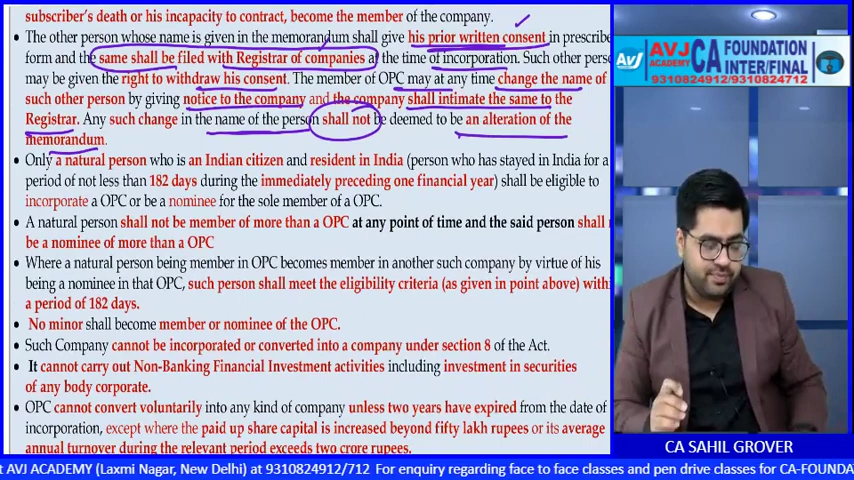 subscriber's death or his incapacity to contract, become the member of the company.
• The other person whose name is given in the memorandum shall give his prior written consent in prescribe
form and the same shall be filed with Registrar of companies at the time of incorporation. Such other pers
may be given the right to withdraw his consent. The member of OPC may at any time change the name of
such other person by giving notice to the company and the company shall intimate the same to the
Registrar. Any such change in the name of the person shall not be deemed to be an alteration of the
memorandum.
• Only a natural person who is an Indian citizen and resident in India (person who has stayed in India for a
period of not less than 182 days during the immediately preceding one financial year) shall be eligible to
incorporate a OPC or be a nominee for the sole member of a OPC.
• A natural person shall not be member of more than a OPC at any point of time and the said person shall
be a nominee of more than a OPC
• Where a natural person being member in OPC becomes member in another such company by virtue of his
being a nominee in that OPC, such person shall meet the eligibility criteria (as given in point above) with
a period of 182 days.
• No minor shall become member or nominee of the OPC.
• Such Company cannot be incorporated or converted into a company under section 8 of the Act.
• It cannot carry out Non-Banking Financial Investment activities including investment in securities
of any body corporate.
• OPC cannot convert voluntarily into any kind of company unless two years have expired from the date of
incorporation, except where the paid up share capital is increased beyond fifty lakh rupees or its average
annual turnover during the relevant period exceeds two crore rupees.
AVJ
AVJ
ACADEMY
CA
FOUNDATION
INTER/FINAL
9310824912/9310824712
CA SAHIL GROVER
t AVJ ACADEMY (Laxmi Nagar, New Delhi) at 9310824912/712 For enquiry regarding face to face classes and pen drive classes for CA-FOUNDA